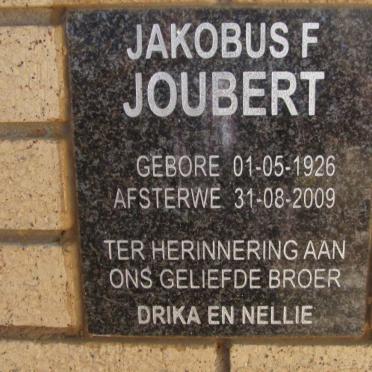 JAKOBUS F
JOUBERT
GEBORE 01-05-1926
AFSTERWE 31-08-2009
TER HERINNERING AAN
ONS GELIEFDE BROER
DRIKA EN NELLIE